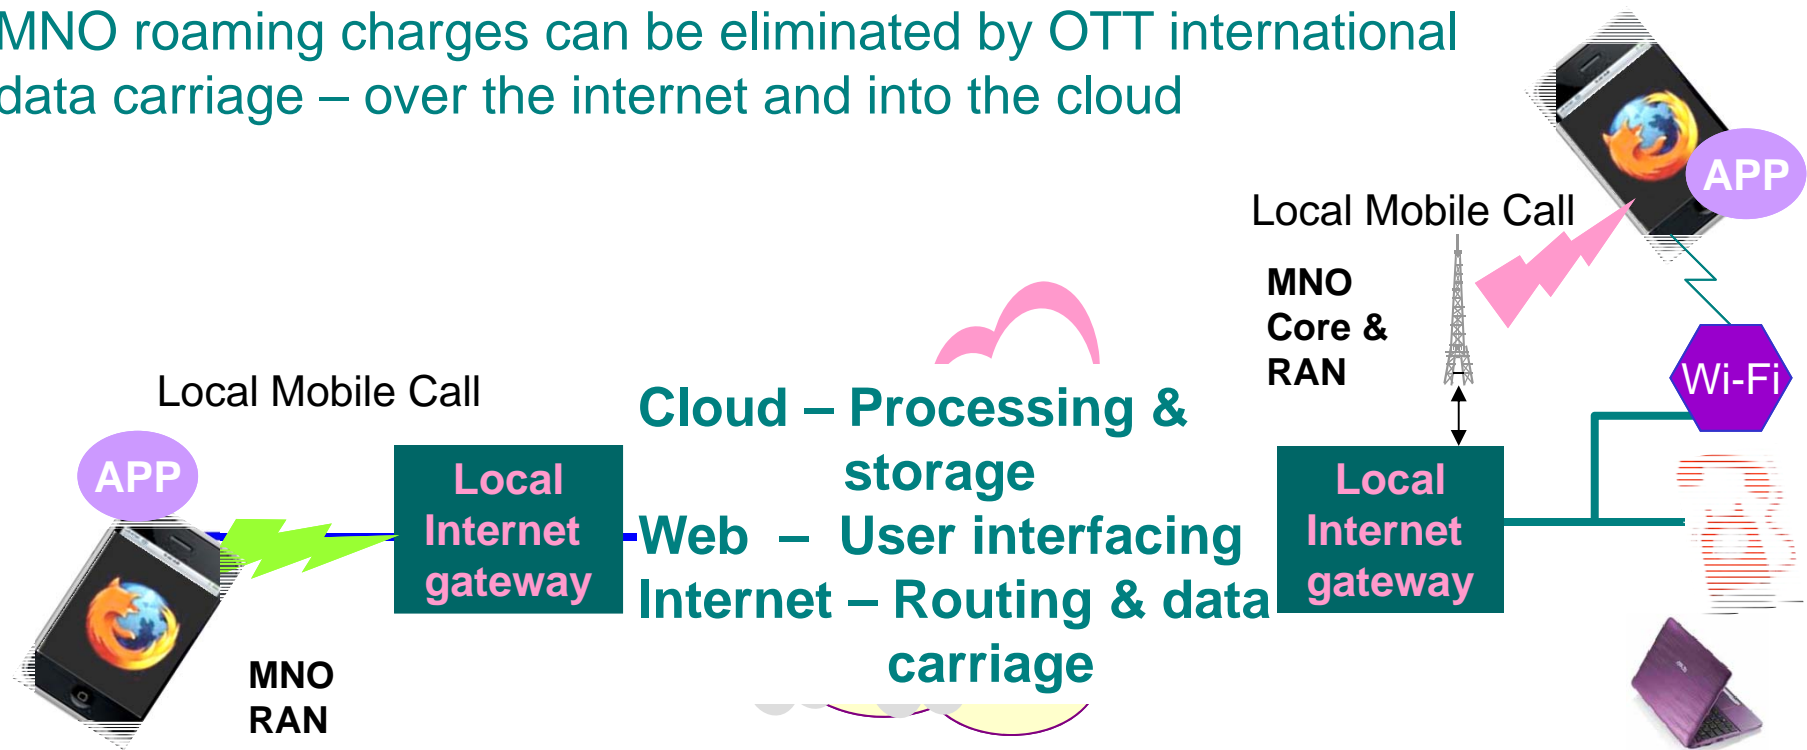 MNO roaming charges can be eliminated by OTT international
data carriage – over the internet and into the cloud
APP
Local Mobile Call
MNO
Core &
RAN
Wi-Fi
Local Mobile Call
APP
Local
Internet
gateway
Cloud – Processing &
storage
Web – User interfacing
Internet – Routing & data
carriage
Local
Internet
gateway
MNO
RAN